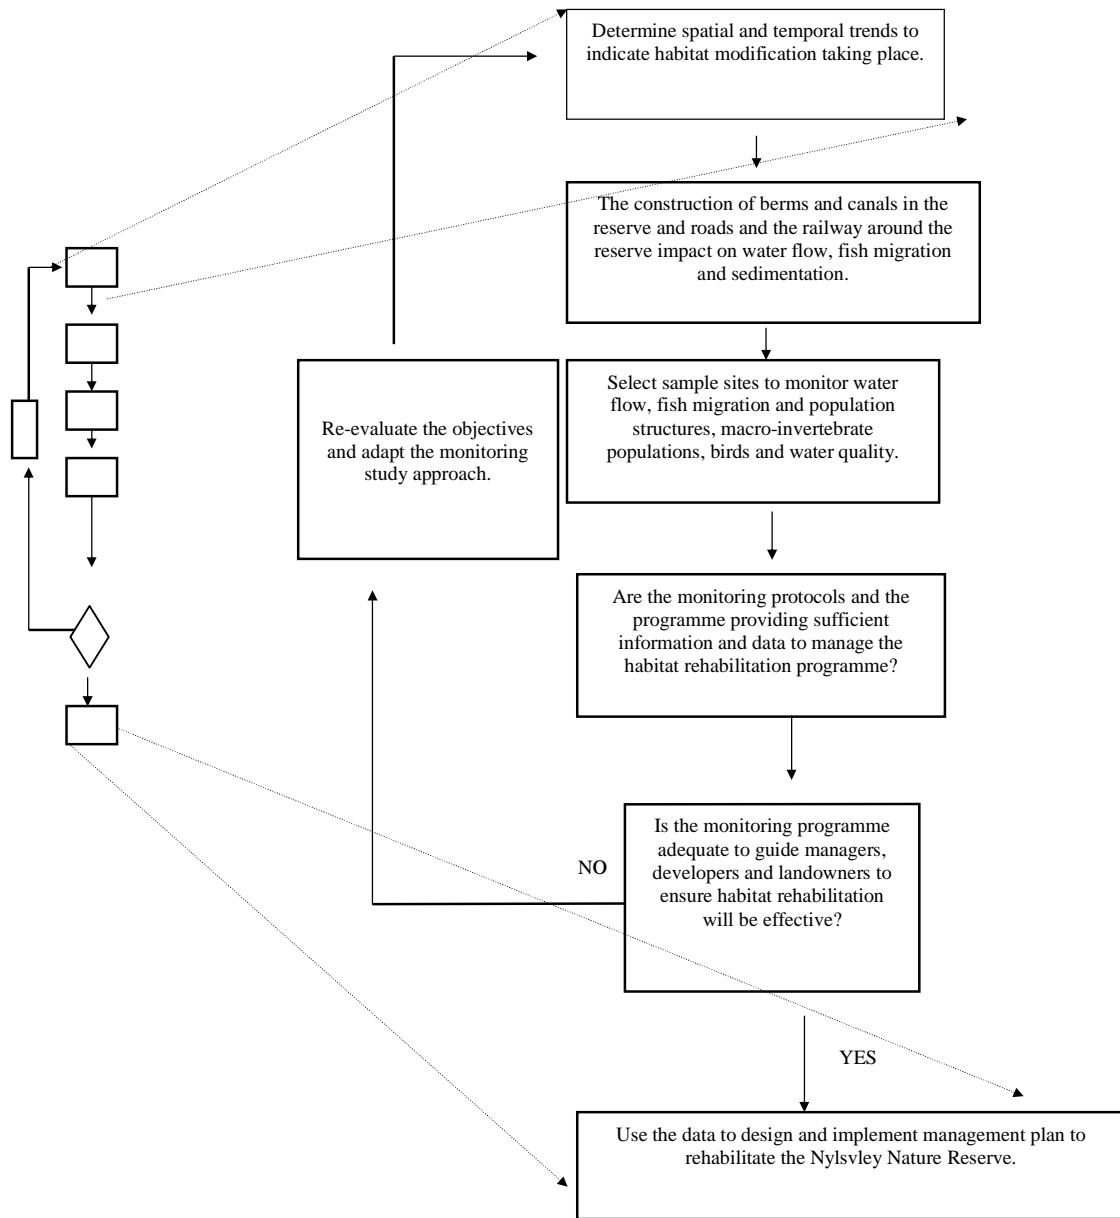 Determine spatial and temporal trends to
indicate habitat modification taking place.
The construction of berms and canals in the
reserve and roads and the railway around the
reserve impact on water flow, fish migration
and sedimentation.
Select sample sites to monitor water
flow, fish migration and population
structures, macro-invertebrate
populations, birds and water quality.
Re-evaluate the objectives
and adapt the monitoring
study approach.
Are the monitoring protocols and the
programme providing sufficient
information and data to manage the
habitat rehabilitation programme?
Is the monitoring programme
adequate to guide managers,
developers and landowners to
ensure habitat rehabilitation
will be effective?
NO
YES
Use the data to design and implement management plan to
rehabilitate the Nylsvley Nature Reserve.